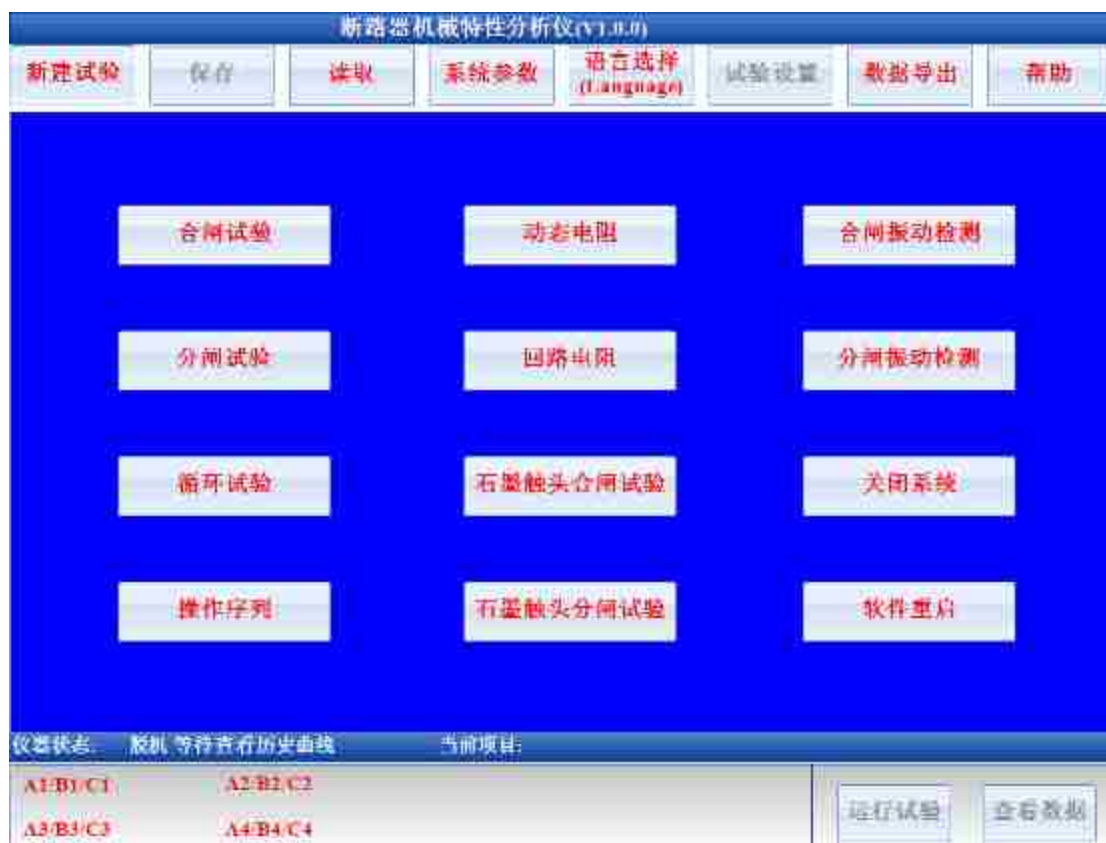 断路器机械特性分析仪(V1.0.0)
新建试验 保存 读取 系统参数 语言选择 试验设置 数据导出 帮助
(Language)
合闸试验 动态电阻 合闸振动检测
分闸试验 回路电阻 分闸振动检测
循环试验 石墨触头合闸试验 关闭系统
操作序列 石墨触头分闸试验 软件重启
仪器状态: 脱机 等待查看历史曲线 当前项目:
A1/B1/C1 A2/B2/C2
运行试验 查看数据
A3/B3/C3 A4/B4/C4